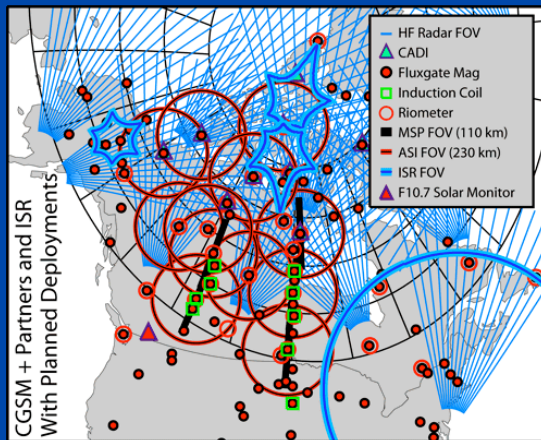 HF Radar FOV
CADI
Fluxgate Mag
Induction Coil
Riometer
MSP FOV (110 km)
ASI FOV (230 km)
ISR FOV
F10.7 Solar Monitor
CGSM + Partners and ISR
With Planned Deployments